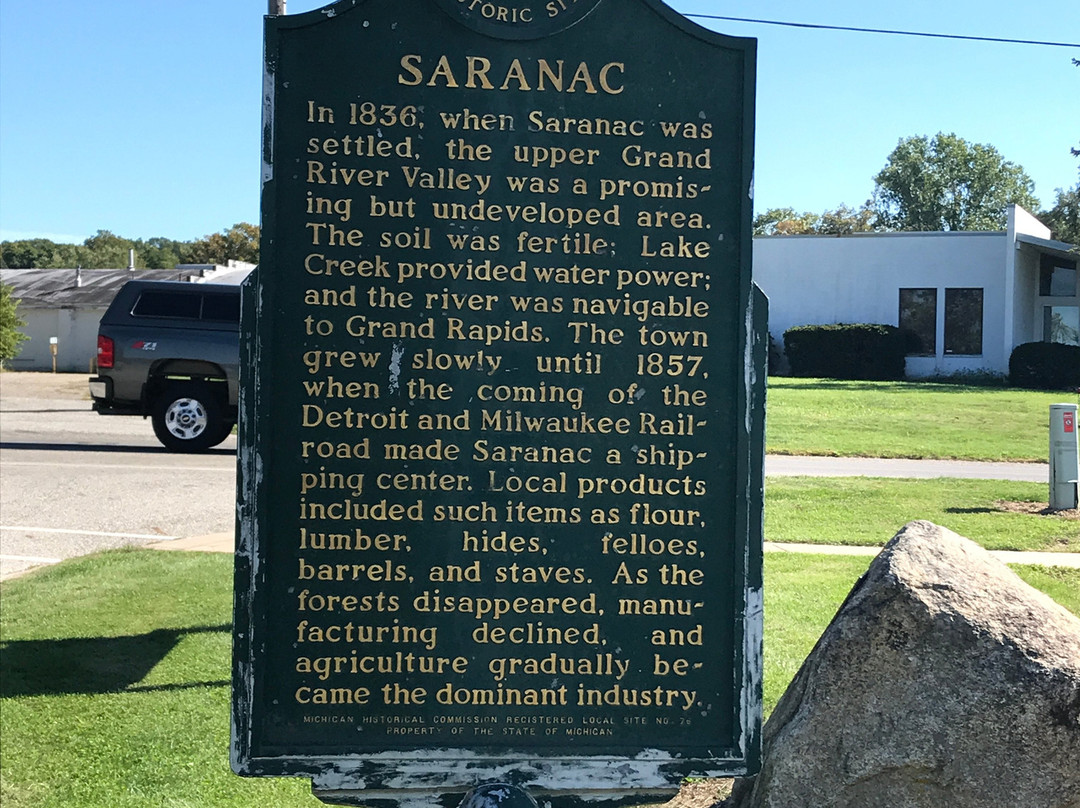 TORIC SI
SARANAC
In 1836, when Saranac was
settled, the upper Grand
River Valley was a promis-
ing but undeveloped area.
The soil was fertile; Lake
Creek provided water power;
and the river was navigable
to Grand Rapids. The town
grew slowly until 1857,
when the coming of the
Detroit and Milwaukee Rail-
road made Saranac a ship-
ping center. Local products
included such items as flour,
lumber, hides, felloes,
barrels, and staves. As the
forests disappeared, manu-
facturing declined, and
agriculture gradually be-
came the dominant industry.
MICHIGAN HISTORICAL COMMISSION REGISTERED LOCAL SITE NO. 76
PROPERTY OF THE STATE OF MICHIGAN
Z71